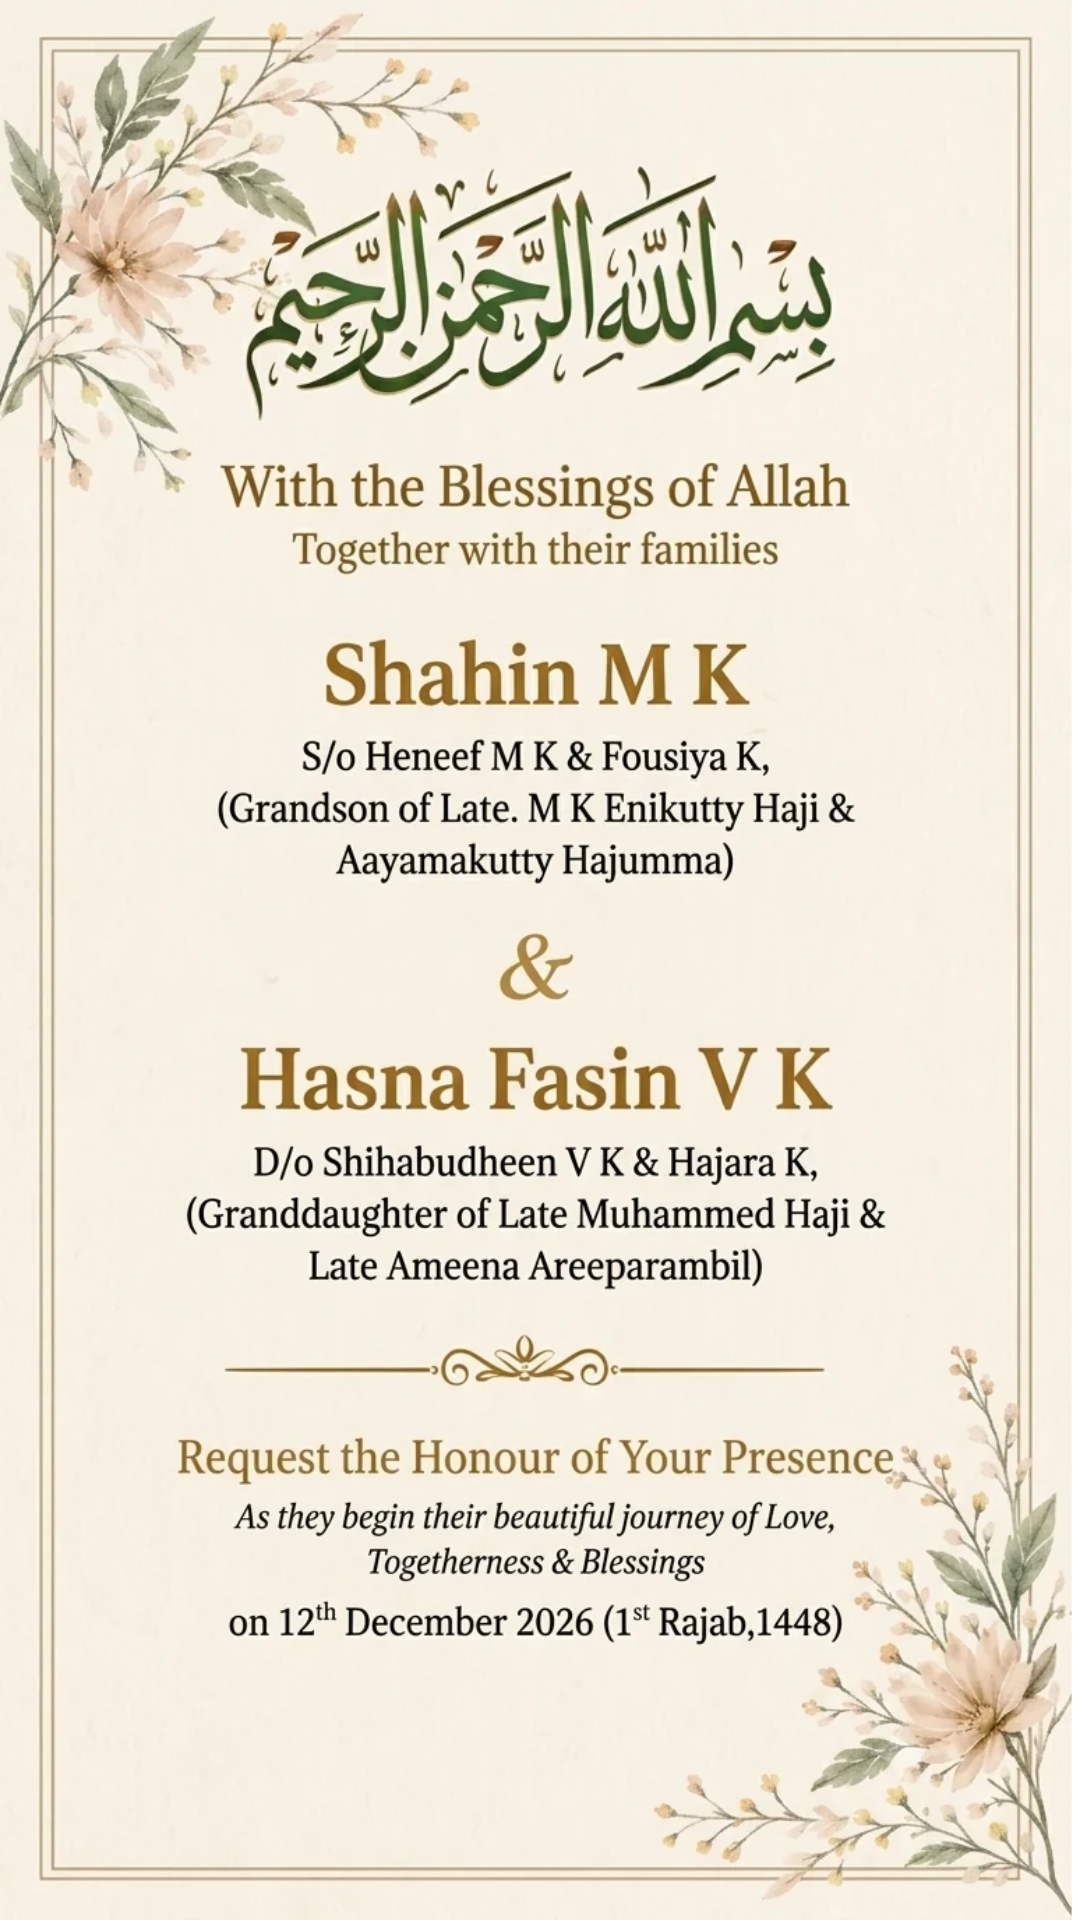 بِسْمِ اللَّهِ الرَّحْمَنِ الرَّحِيمِ
With the Blessings of Allah
Together with their families
Shahin M K
S/o Heneef M K & Fousiya K,
(Grandson of Late. M K Enikutty Haji &
Aayamakutty Hajumma)
&
Hasna Fasin V K
D/o Shihabudheen V K & Hajara K,
(Granddaughter of Late Muhammed Haji &
Late Ameena Areeparambil)
Request the Honour of Your Presence
As they begin their beautiful journey of Love,
Togetherness & Blessings
on 12th December 2026 (1st Rajab,1448)